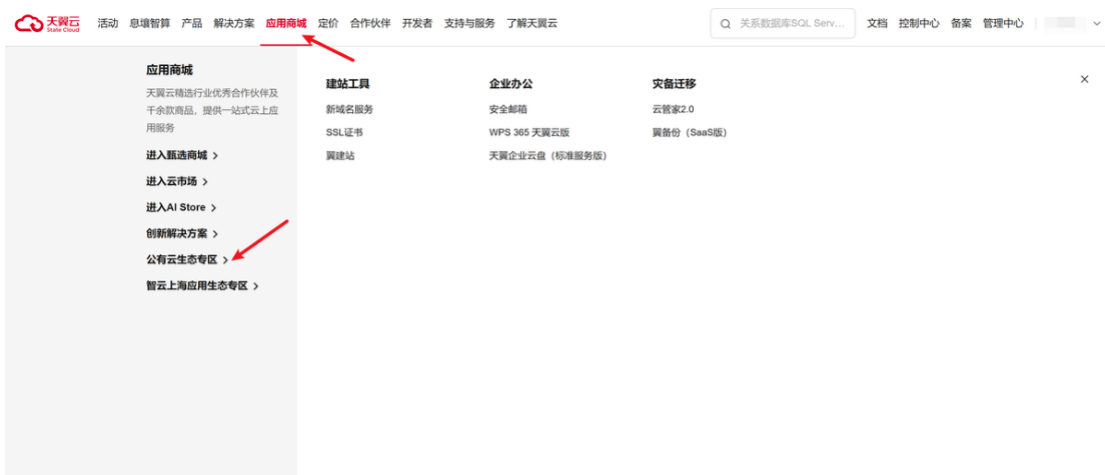 天翼云
State Cloud
活动 息壤智算 产品 解决方案 应用商城 定价 合作伙伴 开发者 支持与服务 了解天翼云
关系数据库SQL Serv...
文档 控制中心 备案 管理中心
应用商城
天翼云精选行业优秀合作伙伴及
千余款商品，提供一站式云上应
用服务
进入甄选商城
进入云市场
进入AI Store
创新解决方案
公有云生态专区
智云上海应用生态专区
建站工具
新域名服务
SSL证书
翼建站
企业办公
安全邮箱
WPS 365 天翼云版
天翼企业云盘（标准服务版）
灾备迁移
云管家2.0
翼备份（SaaS版）